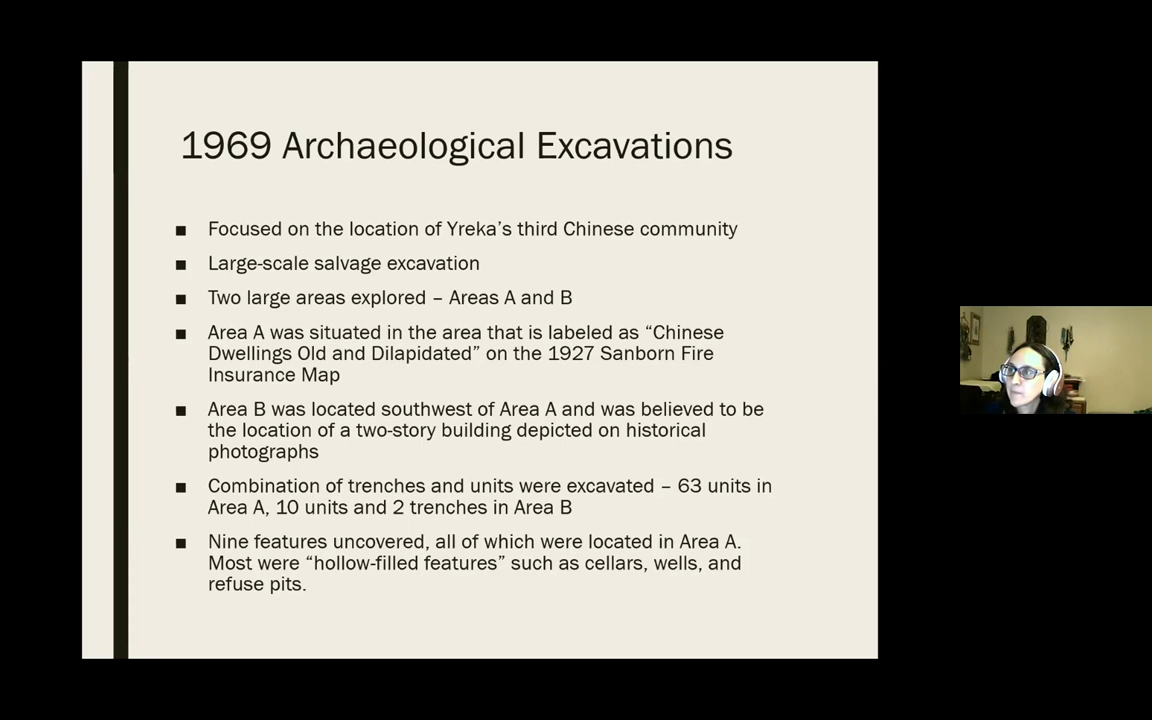 1969 Archaeological Excavations
■ Focused on the location of Yreka’s third Chinese community
■ Large-scale salvage excavation
■ Two large areas explored – Areas A and B
■ Area A was situated in the area that is labeled as “Chinese
Dwellings Old and Dilapidated” on the 1927 Sanborn Fire
Insurance Map
■ Area B was located southwest of Area A and was believed to be
the location of a two-story building depicted on historical
photographs
■ Combination of trenches and units were excavated – 63 units in
Area A, 10 units and 2 trenches in Area B
■ Nine features uncovered, all of which were located in Area A.
Most were “hollow-filled features” such as cellars, wells, and
refuse pits.